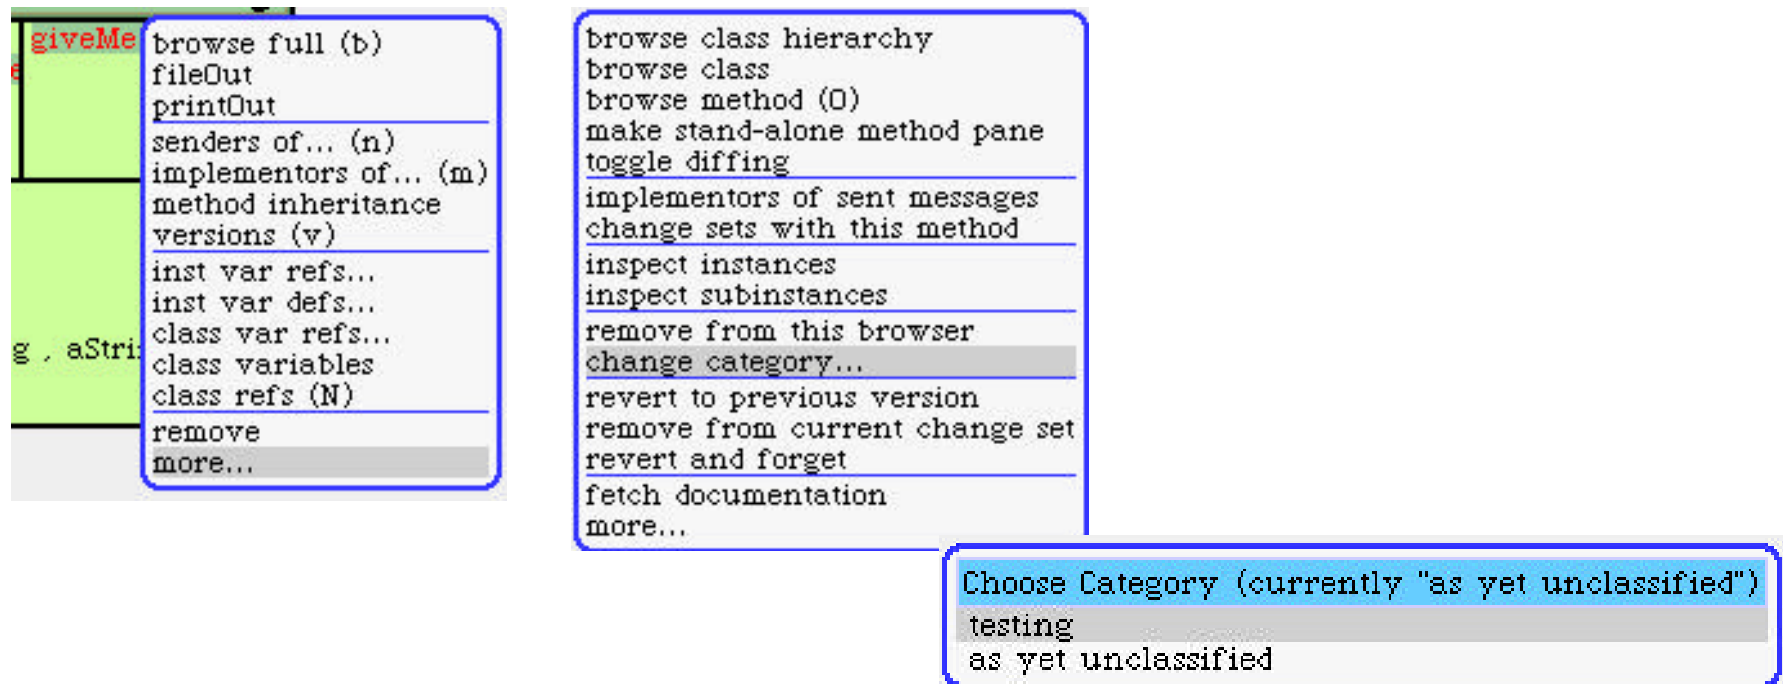 giveMe
browse full (b)
fileOut
printOut
senders of... (n)
implementors of... (m)
method inheritance
versions (v)
inst var refs...
inst var defs...
class var refs...
class variables
class refs (N)
remove
more...
g , aStri
browse class hierarchy
browse class
browse method (O)
make stand-alone method pane
toggle diffing
implementors of sent messages
change sets with this method
inspect instances
inspect subinstances
remove from this browser
change category...
revert to previous version
remove from current change set
revert and forget
fetch documentation
more...
Choose Category (currently "as yet unclassified")
testing
as yet unclassified